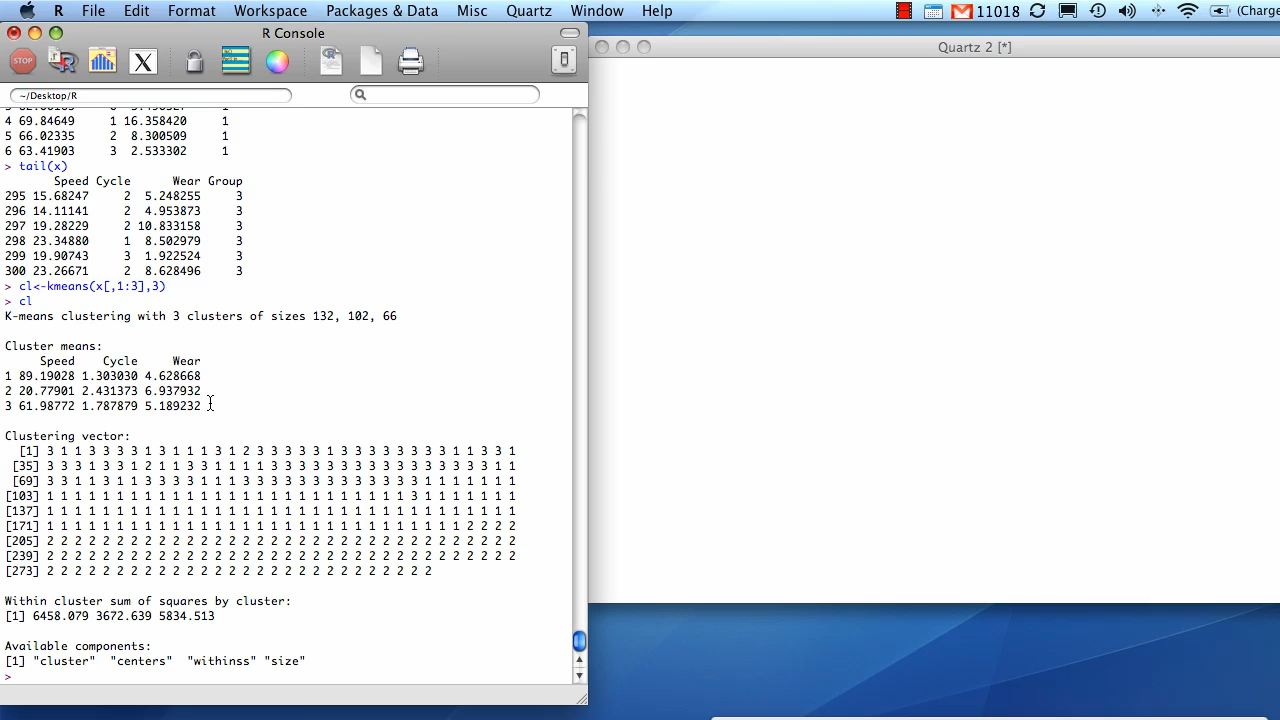 R File Edit Format Workspace Packages & Data Misc Quartz Window Help 11018 (Charge
R Console
Quartz 2 [*]
STOP
X
~/Desktop/R
4 69.84649 1 16.358420 1
5 66.02335 2 8.300509 1
6 63.41903 3 2.533302 1
> tail(x)
Speed Cycle Wear Group
295 15.68247 2 5.248255 3
296 14.11141 2 4.953873 3
297 19.28229 2 10.833158 3
298 23.34880 1 8.502979 3
299 19.90743 3 1.922524 3
300 23.26671 2 8.628496 3
> cl<-kmeans(x[,1:3],3)
> cl
K-means clustering with 3 clusters of sizes 132, 102, 66
Cluster means:
Speed Cycle Wear
1 89.19028 1.303030 4.628668
2 20.77901 2.431373 6.937932
3 61.98772 1.787879 5.189232
Clustering vector:
[1] 3 1 1 3 3 3 3 1 3 1 1 1 3 1 2 3 3 3 3 3 1 3 3 3 3 3 3 3 3 1 1 3 3 1
[35] 3 3 3 1 3 3 1 2 1 1 3 3 1 1 1 1 3 3 3 3 3 3 3 3 3 3 3 3 3 3 3 3 1 1
[69] 3 3 1 1 3 1 1 3 3 3 3 1 1 3 3 1 3 3 3 3 3 3 3 1 1 1 1 1 1 1
[103] 1 1 1 1 1 1 1 1 1 1 1 1 1 1 1 1 1 1 1 1 1 1 1 1 1 1 3 1 1 1 1 1 1 1
[137] 1 1 1 1 1 1 1 1 1 1 1 1 1 1 1 1 1 1 1 1 1 1 1 1 1 1 1 1 1 1 1 1 1 1
[171] 1 1 1 1 1 1 1 1 1 1 1 1 1 1 1 1 1 1 1 1 1 1 1 1 1 1 1 1 1 1 2 2 2 2
[205] 2 2 2 2 2 2 2 2 2 2 2 2 2 2 2 2 2 2 2 2 2 2 2 2 2 2 2 2 2 2 2 2 2 2
[239] 2 2 2 2 2 2 2 2 2 2 2 2 2 2 2 2 2 2 2 2 2 2 2 2 2 2 2 2 2 2 2 2 2 2
[273] 2 2 2 2 2 2 2 2 2 2 2 2 2 2 2 2 2 2 2 2 2 2 2 2 2 2 2 2
Within cluster sum of squares by cluster:
[1] 6458.079 3672.639 5834.513
Available components:
[1] "cluster" "centers" "withinss" "size"
>